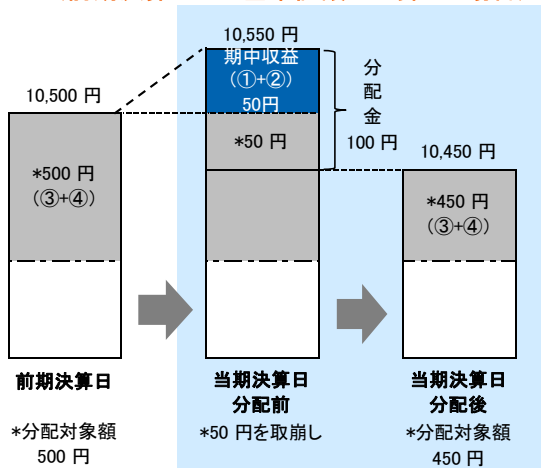 10,550 円
期中収益
(①+②)
50円
分
配
金
100 円
10,500 円
*50 円
10,450 円
*500 円
(③+④)
*450 円
(③+④)
前期決算日
当期決算日
分配前
当期決算日
分配後
*分配対象額
500 円
*50 円を取崩し
*分配対象額
450 円